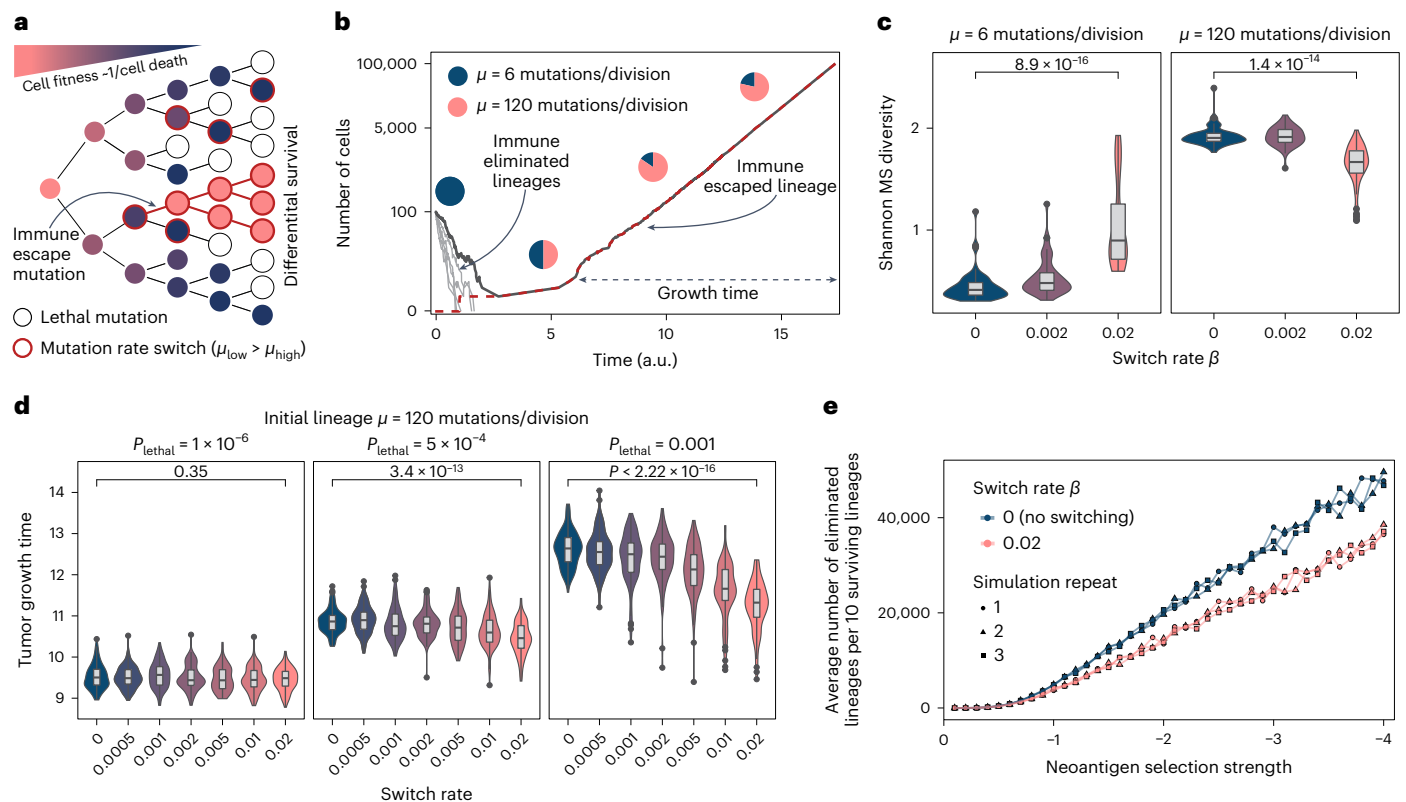 a
Cell fitness ~1/cell death
Immune
escape
mutation
Differentital survival
Lethal mutation
Mutation rate switch (μlow > μhigh)
b
Number of cells
100,000
5,000
100
0
μ = 6 mutations/division
μ = 120 mutations/division
Immune
eliminated
lineages
Immune
escaped lineage
Growth time
0
5
10
15
Time (a.u.)
c
μ = 6 mutations/division
μ = 120 mutations/division
8.9 × 10−16
1.4 × 10−14
Shannon MS diversity
2
1
0
0.002
0.02
0
0.002
0.02
Switch rate β
d
Initial lineage μ = 120 mutations/division
Plethal = 1 × 10−6
Plethal = 5 × 10−4
Plethal = 0.001
0.35
3.4 × 10−13
P < 2.22 × 10−16
Tumor growth time
14
13
12
11
10
9
0
0.0005
0.001
0.002
0.005
0.01
0.02
0
0.0005
0.001
0.002
0.005
0.01
0.02
0
0.0005
0.001
0.002
0.005
0.01
0.02
Switch rate
e
Average number of eliminated
lineages per 10 surviving lineages
40,000
20,000
0
Switch rate β
0 (no switching)
0.02
Simulation repeat
1
2
3
0
−1
−2
−3
−4
Neoantigen selection strength